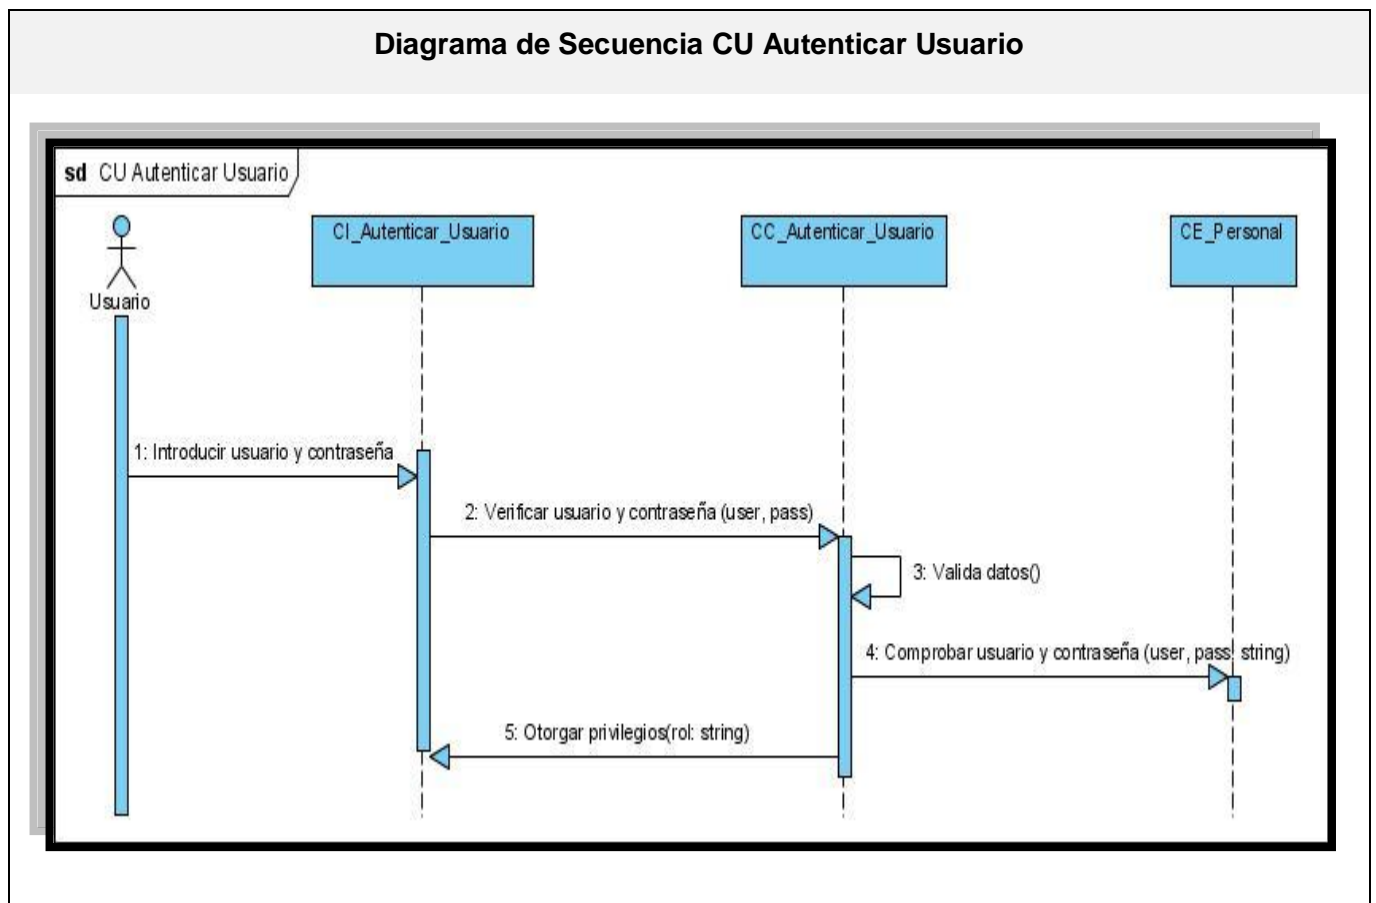 Diagrama de Secuencia CU Autenticar Usuario
sd CU Autenticar Usuario
Usuario
CI_Autenticar_Usuario
CC_Autenticar_Usuario
CE_Personal
1: Introducir usuario y contraseña
2: Verificar usuario y contraseña (user, pass)
3: Valida datos()
4: Comprobar usuario y contraseña (user, pass: string)
5: Otorgar privilegios(rol: string)